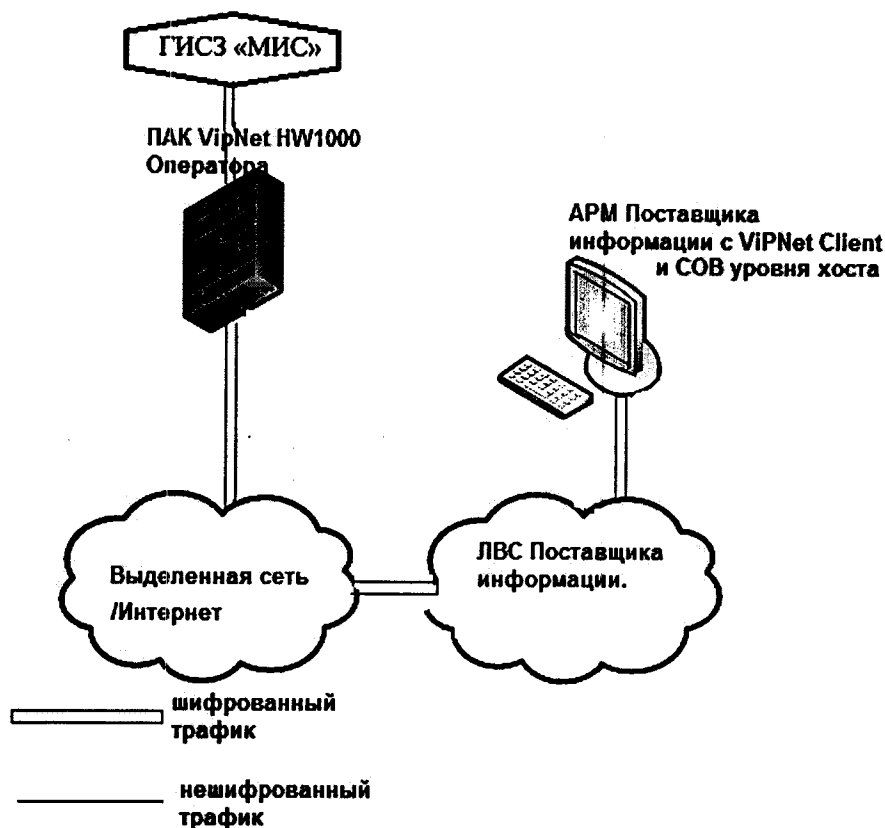 ГИСЗ «МИС»
ПАК VipNet HW1000
Оператора
АРМ Поставщика
информации с ViPNet Client
и СОВ уровня хоста
Выделенная сеть
/Интернет
ЛВС Поставщика
информации.
шифрованный
трафик
нешифрованный
трафик